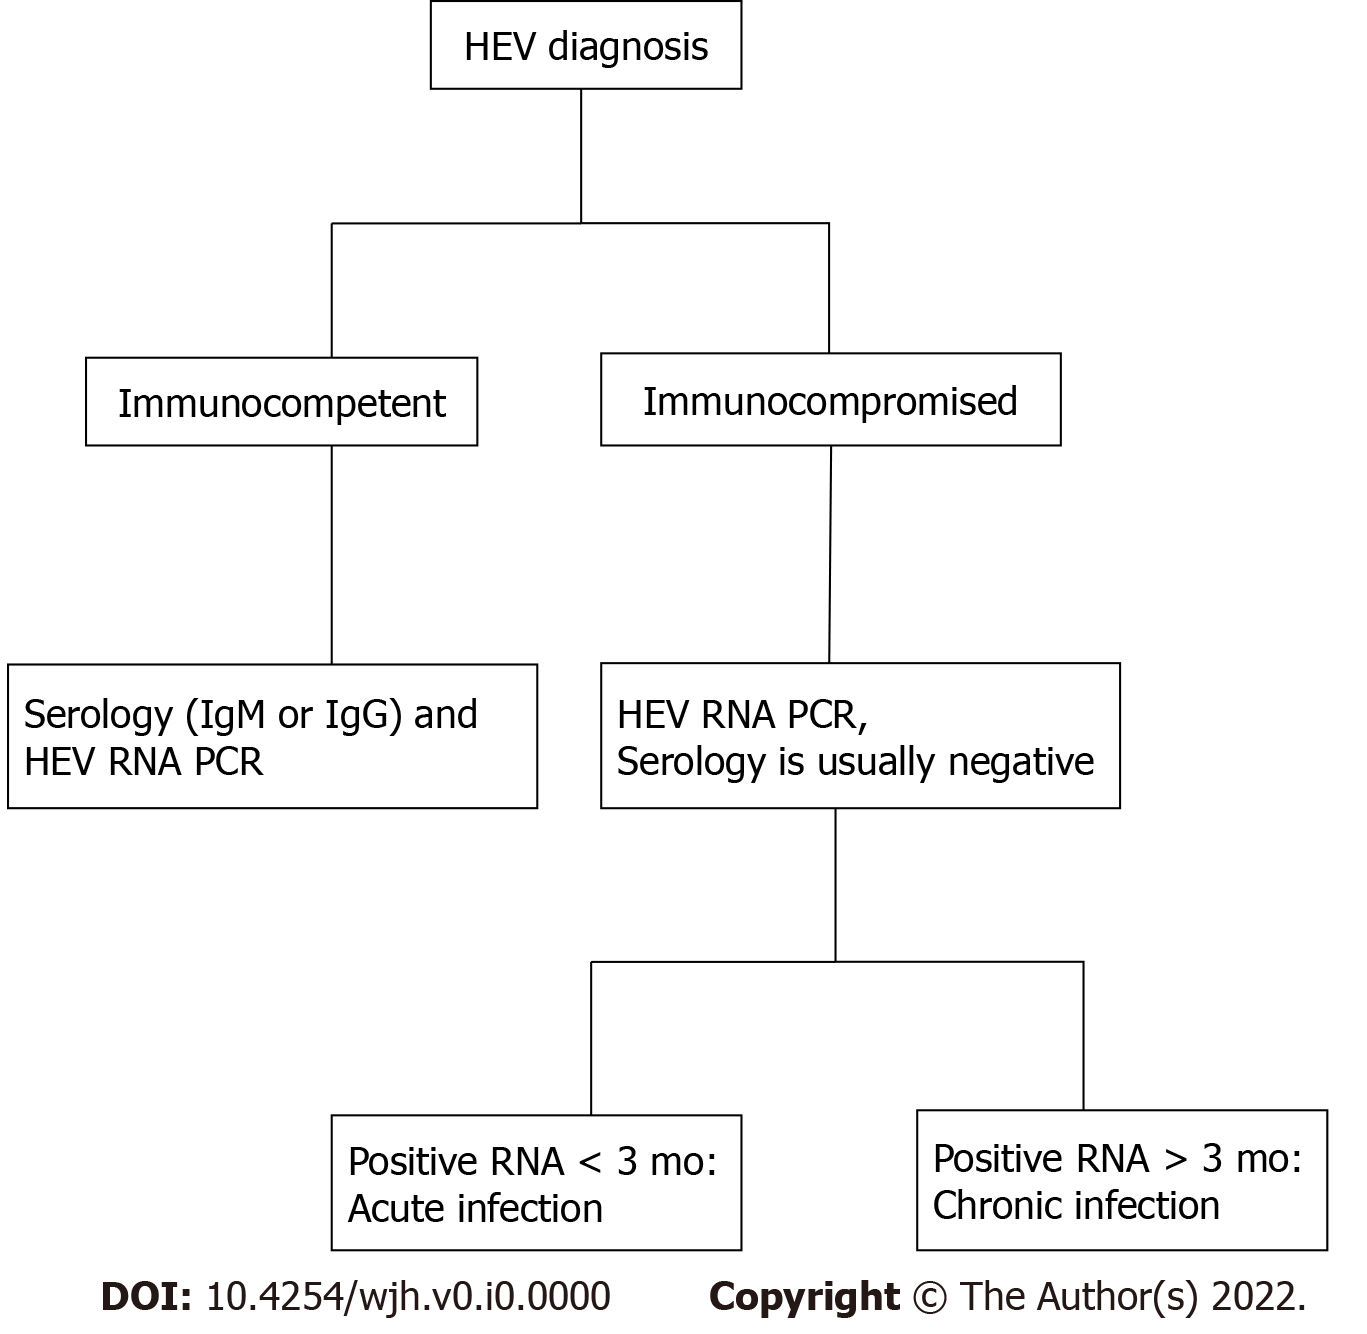 HEV diagnosis
Immunocompetent
Immunocompromised
Serology (IgM or IgG) and
HEV RNA PCR
HEV RNA PCR,
Serology is usually negative
Positive RNA < 3 mo:
Acute infection
Positive RNA > 3 mo:
Chronic infection
DOI: 10.4254/wjh.v0.i0.0000 Copyright © The Author(s) 2022.